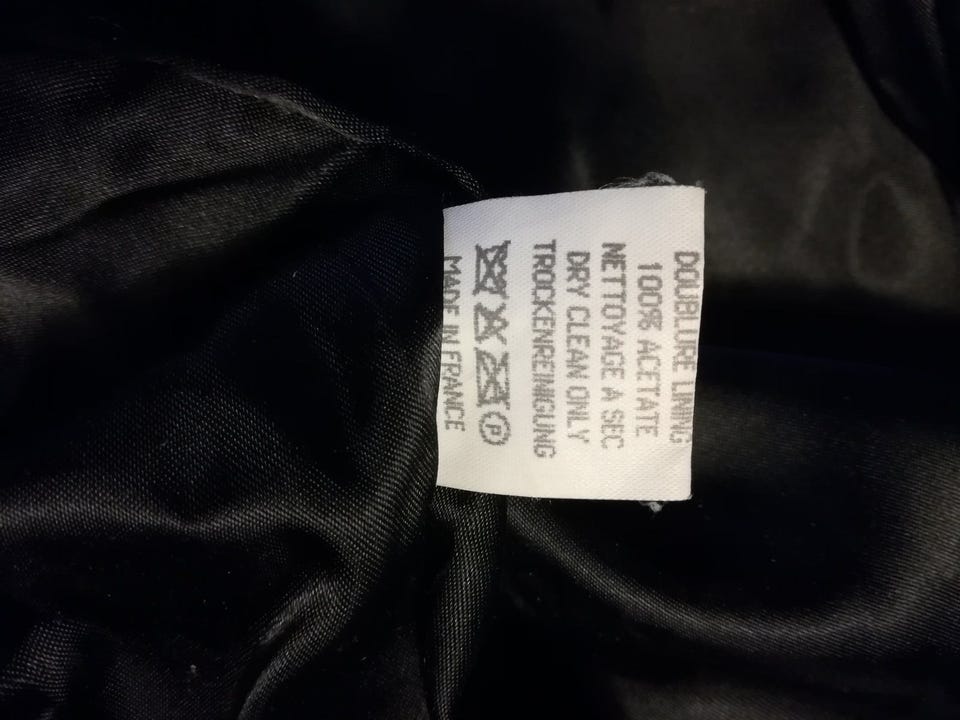 DOUBLURE LINING
100% ACETATE
NETTOYAGE A SEC
DRY CLEAN ONLY
TROCKENREINIGUNG
P
MADE IN FRANCE